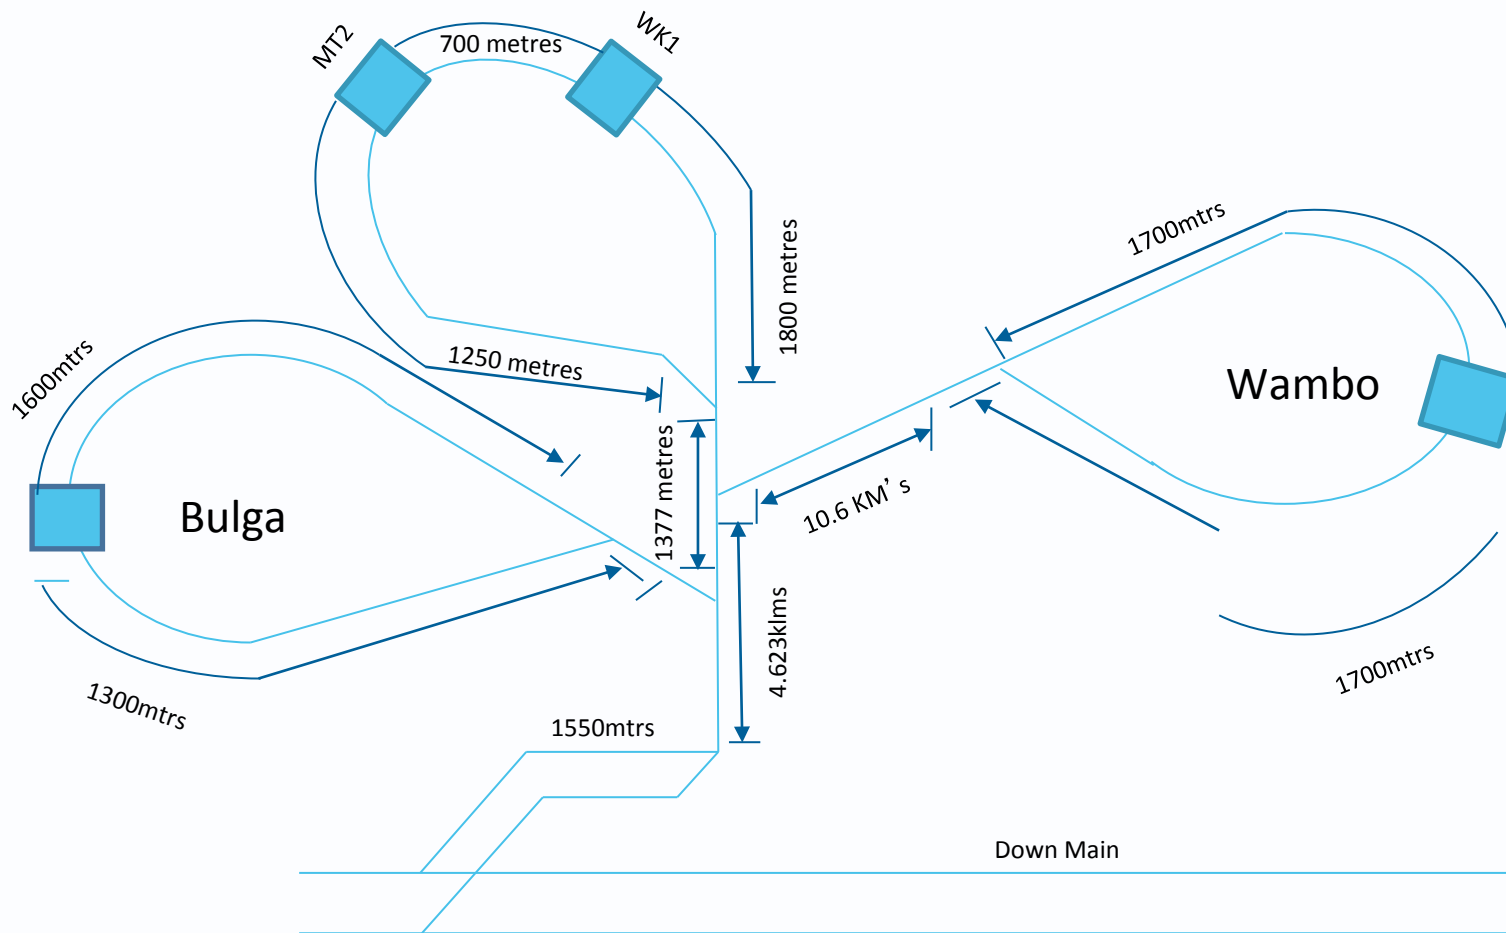 MT2
WK1
700 metres
1700mtrs
1800 metres
1600mtrs
1250 metres
Wambo
1377 metres
10.6 KM’ s
Bulga
4.623klms
1300mtrs
1700mtrs
1550mtrs
Down Main